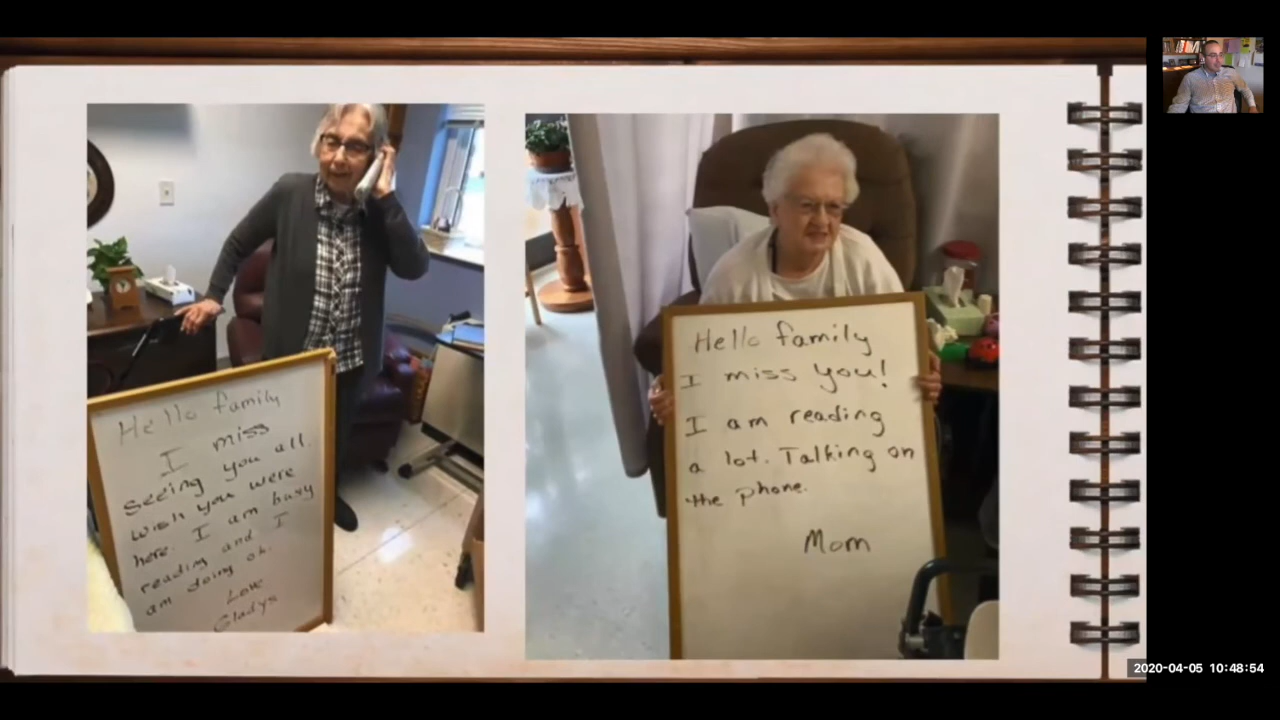 Hello family
I miss
seeing you all.
wish you were
here. I am busy
reading and I
am doing ok.
Love
Gladys
Hello family
I miss you!
I am reading
a lot. Talking on
the phone.
Mom
2020-04-05 10:48:54